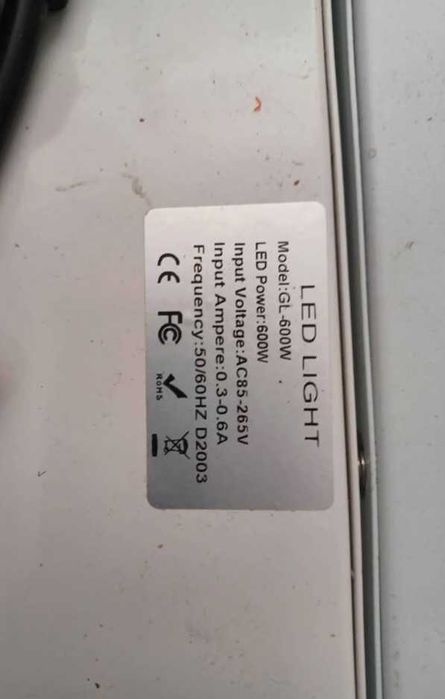 LED LIGHT
Model:GL-600W
LED Power:600W
Input Voltage:AC85-265V
Input Ampere:0.3-0.6A
Frequency:50/60HZ D2003
CE FC ROHS